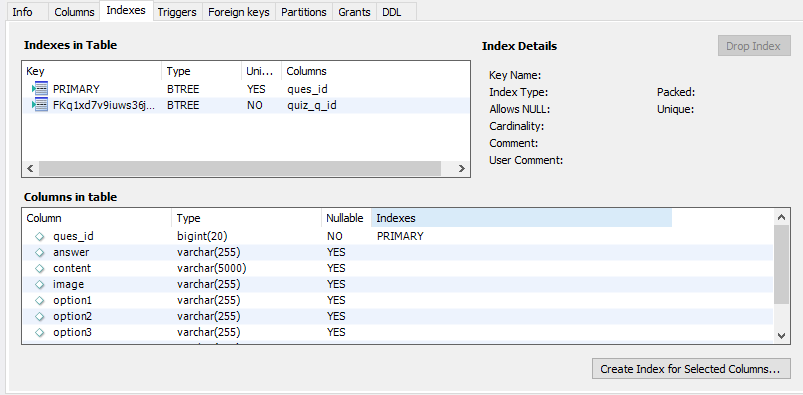 Info Columns Indexes Triggers Foreign keys Partitions Grants DDL
Indexes in Table
Key Type Uni... Columns
PRIMARY BTREE YES ques_id
FKq1xd7v9iuws36j... BTREE NO quiz_q_id
Index Details
Drop Index
Key Name:
Index Type: Packed:
Allows NULL: Unique:
Cardinality:
Comment:
User Comment:
Columns in table
Column Type Nullable Indexes
ques_id bigint(20) NO PRIMARY
answer varchar(255) YES
content varchar(5000) YES
image varchar(255) YES
option1 varchar(255) YES
option2 varchar(255) YES
option3 varchar(255) YES
Create Index for Selected Columns...